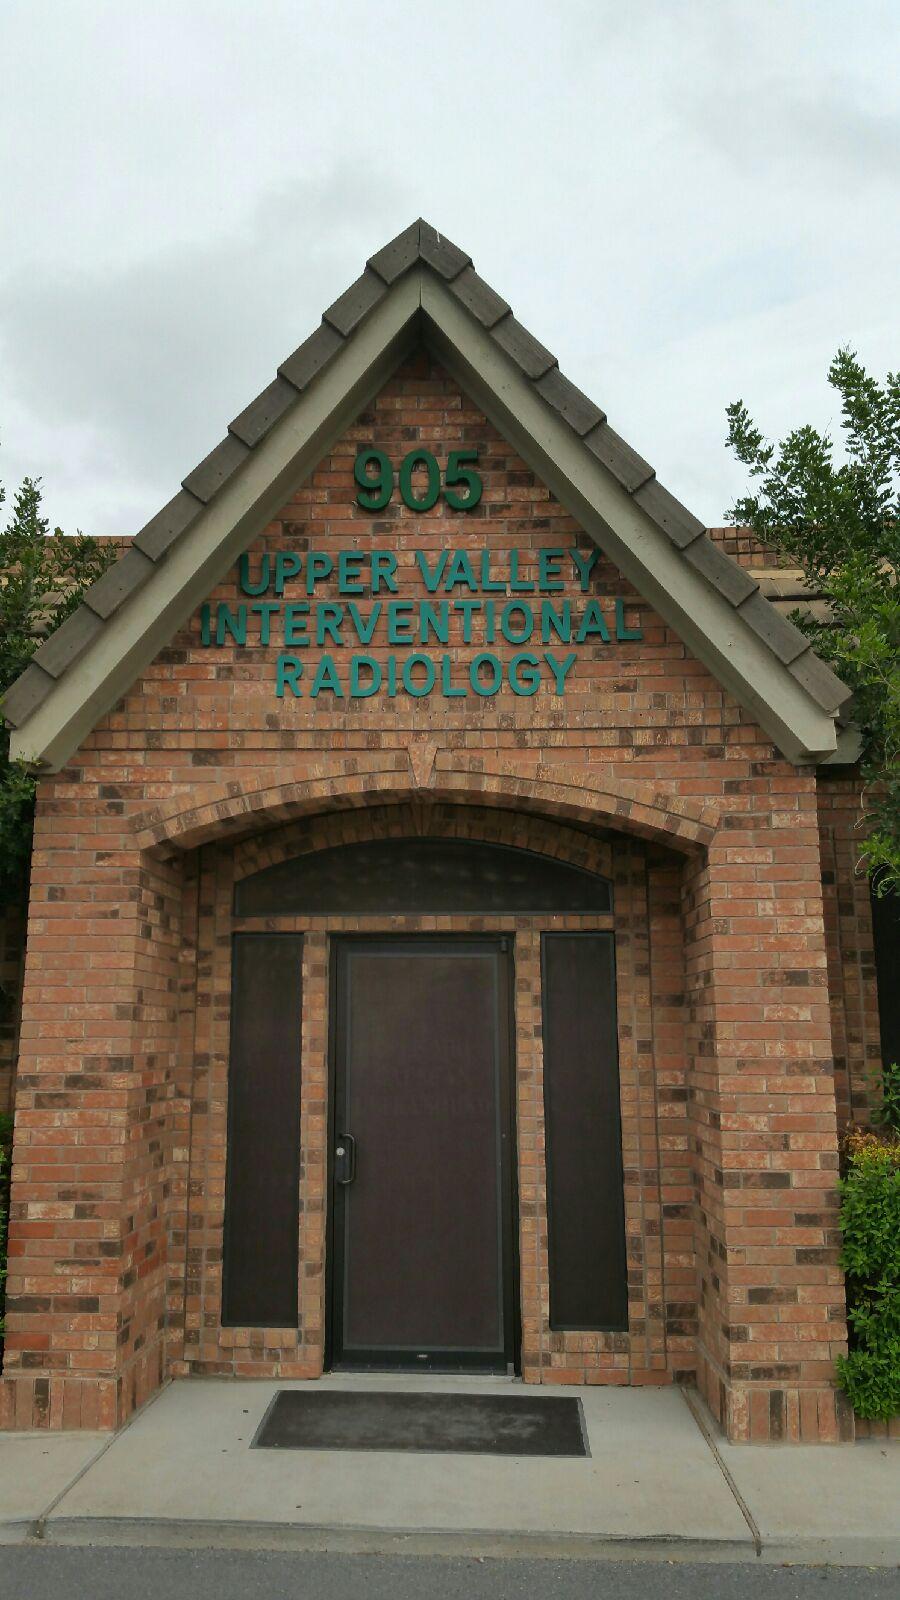 905
UPPER VALLEY
INTERVENTIONAL
RADIOLOGY